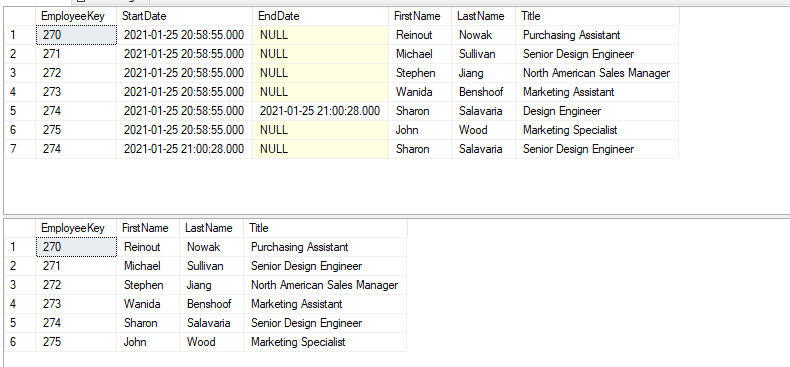 EmployeeKey StartDate EndDate FirstName LastName Title
1 270 2021-01-25 20:58:55.000 NULL Reinout Nowak Purchasing Assistant
2 271 2021-01-25 20:58:55.000 NULL Michael Sullivan Senior Design Engineer
3 272 2021-01-25 20:58:55.000 NULL Stephen Jiang North American Sales Manager
4 273 2021-01-25 20:58:55.000 NULL Wanida Benshoof Marketing Assistant
5 274 2021-01-25 20:58:55.000 2021-01-25 21:00:28.000 Sharon Salavaria Design Engineer
6 275 2021-01-25 20:58:55.000 NULL John Wood Marketing Specialist
7 274 2021-01-25 21:00:28.000 NULL Sharon Salavaria Senior Design Engineer
EmployeeKey FirstName LastName Title
1 270 Reinout Nowak Purchasing Assistant
2 271 Michael Sullivan Senior Design Engineer
3 272 Stephen Jiang North American Sales Manager
4 273 Wanida Benshoof Marketing Assistant
5 274 Sharon Salavaria Senior Design Engineer
6 275 John Wood Marketing Specialist